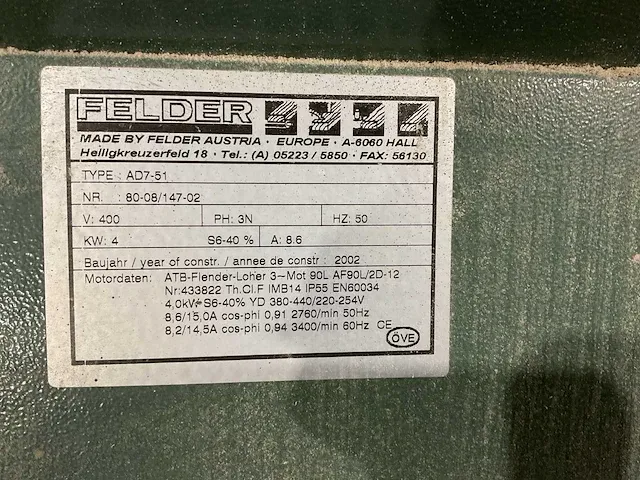 FELDER
MADE BY FELDER AUSTRIA · EUROPE · A-6060 HALL
Heiligkreuzerfeld 18 · Tel.: (A) 05223 / 5850 · FAX: 56130
TYPE : AD7-51
NR. : 80-08/147-02
V: 400 PH: 3N HZ: 50
KW: 4 S6-40 % A: 8.6
Baujahr / year of constr. / annee de constr : 2002
Motordaten: ATB-Flender-Loher 3~Mot 90L AF90L/2D-12
Nr:433822 Th.Cl.F IMB14 IP55 EN60034
4,0kW-S6-40% YD 380-440/220-254V
8,6/15,0A cos-phi 0,91 2760/min 50Hz
8,2/14,5A cos-phi 0,94 3400/min 60Hz CE
ÖVE